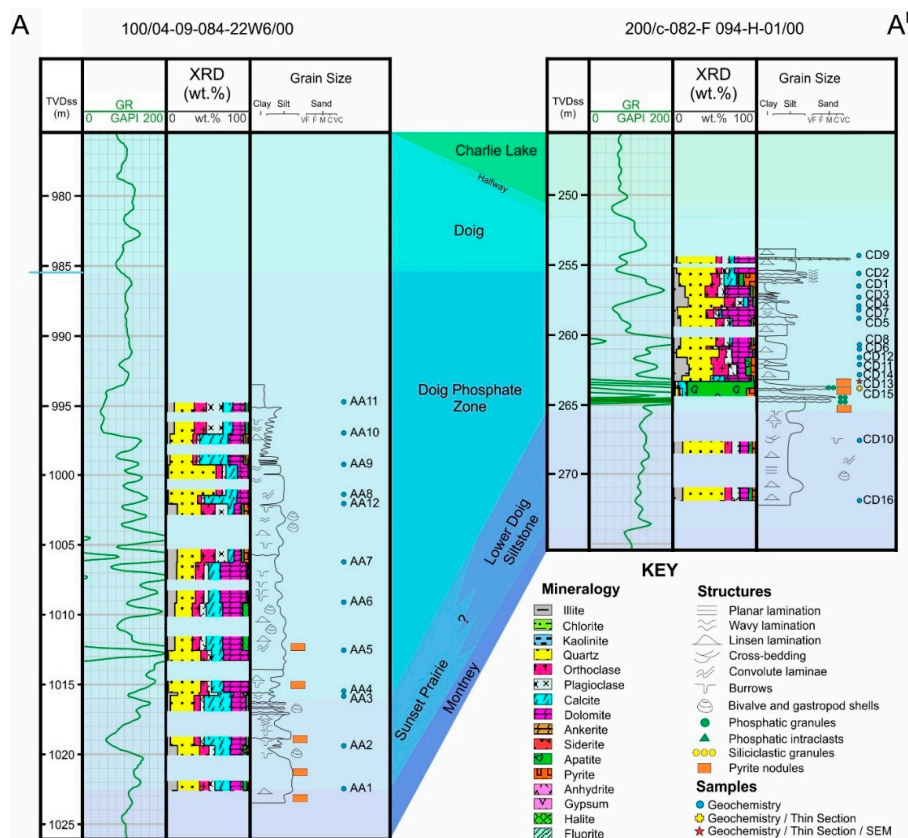 A
100/04-09-084-22W6/00
200/c-082-F 094-H-01/00
A'
TVDss
(m)
GR
0 GAPI 200
XRD
(wt.%)
0 wt.% 100
Grain Size
Clay Silt Sand
VF F M C VC
TVDss
(m)
GR
0 GAPI 200
XRD
(wt.%)
0 wt.% 100
Grain Size
Clay Silt Sand
VF F M C VC
980
985
990
995
1000
1005
1010
1015
1020
1025
AA11
AA10
AA9
AA8
AA12
AA7
AA6
AA5
AA4
AA3
AA2
AA1
Charlie Lake
Halfway
Doig
Doig Phosphate
Zone
Lower Doig
Siltstone
?
Sunset Prairie
Montney
250
255
260
265
270
CD9
CD2
CD1
CD3
CD4
CD7
CD5
CD8
CD6
CD12
CD11
CD14
CD13
CD15
CD10
CD16
KEY
Mineralogy
Illite
Chlorite
Kaolinite
Quartz
Orthoclase
Plagioclase
Calcite
Dolomite
Ankerite
Siderite
Apatite
Pyrite
Anhydrite
Gypsum
Halite
Fluorite
Structures
Planar lamination
Wavy lamination
Linsen lamination
Cross-bedding
Convolute laminae
Burrows
Bivalve and gastropod shells
Phosphatic granules
Phosphatic intraclasts
Siliciclastic granules
Pyrite nodules
Samples
Geochemistry
Geochemistry / Thin Section
Geochemistry / Thin Section / SEM